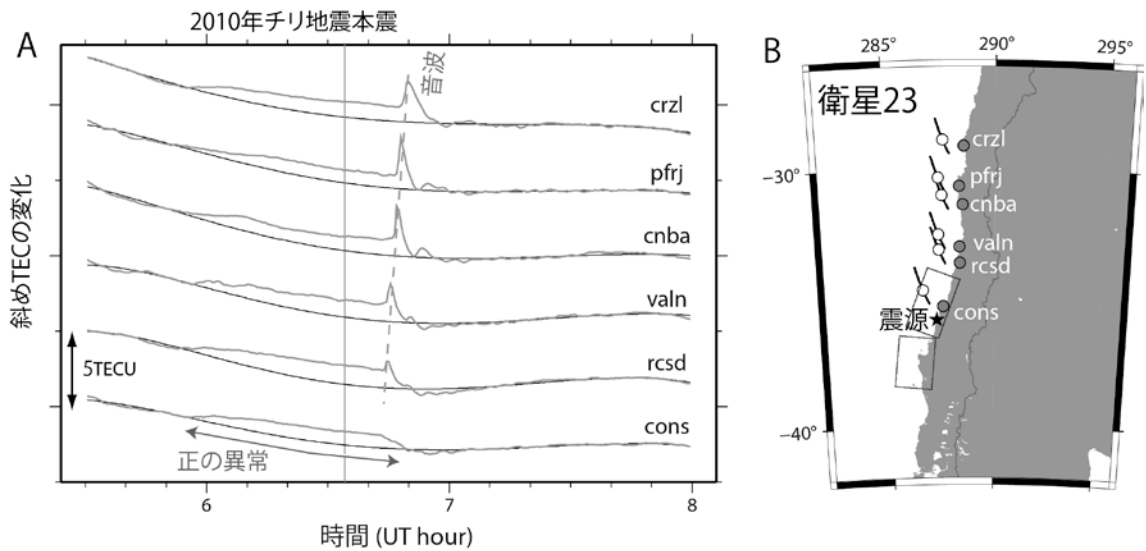 2010年チリ地震本震
A
音波
crzl
pfrj
cnba
valn
rcsd
cons
斜めTECの変化
5TECU
正の異常
6
7
8
時間 (UT hour)
B
285°
290°
295°
衛星23
−30°
−40°
crzl
pfrj
cnba
valn
rcsd
cons
震源★